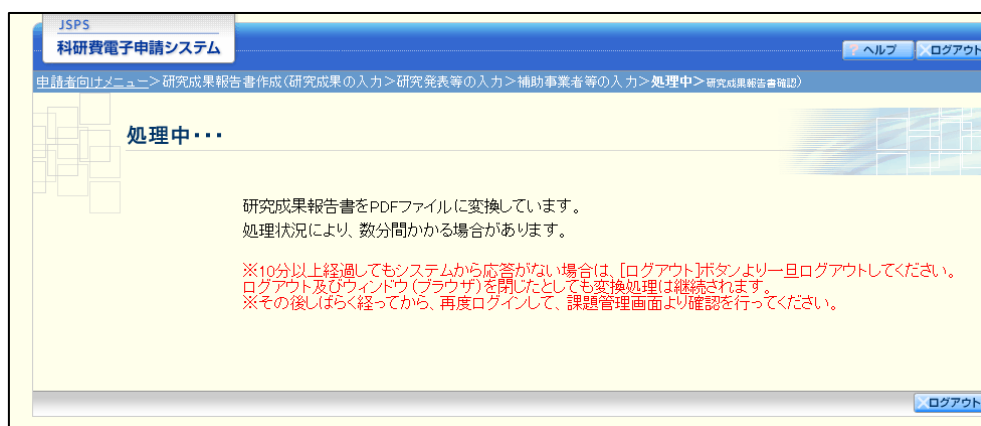 JSPS
科研費電子申請システム
? ヘルプ
×ログアウト
申請者向けメニュー>研究成果報告書作成(研究成果の入力>研究発表等の入力>補助事業者等の入力>処理中>研究成果報告書確認)
処理中・・・
研究成果報告書をPDFファイルに変換しています。
処理状況により、数分間かかる場合があります。
※10分以上経過してもシステムから応答がない場合は、[ログアウト]ボタンより一旦ログアウトしてください。
ログアウト及びウィンドウ(ブラウザ)を閉じたとしても変換処理は継続されます。
※その後しばらく経ってから、再度ログインして、課題管理画面より確認を行ってください。
×ログアウト